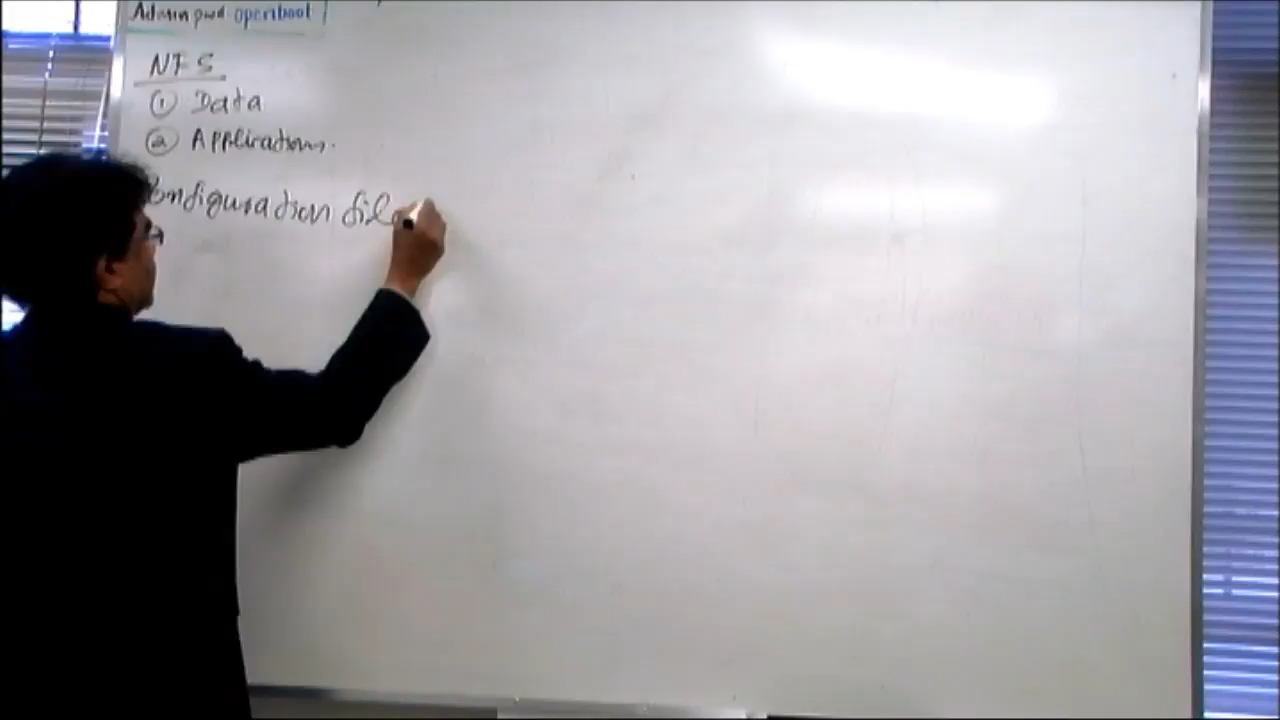 Admin pwd openboot
NFS
① Data
② Applications.
Configuration file